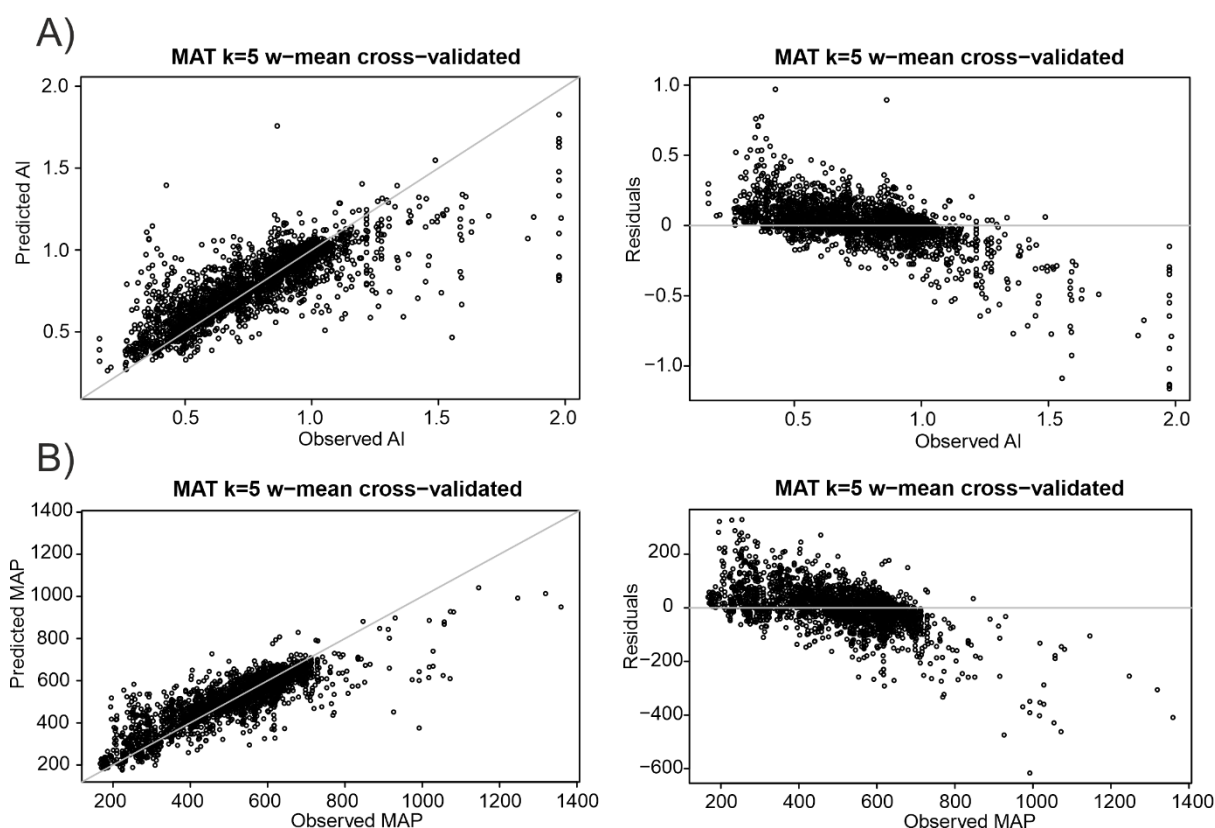 A)
MAT k=5 w−mean cross−validated
2.0
1.5
1.0
0.5
Predicted AI
0.5 1.0 1.5 2.0
Observed AI
MAT k=5 w−mean cross−validated
1.0
0.5
0
−0.5
−1.0
Residuals
0.5 1.0 1.5 2.0
Observed AI
B)
MAT k=5 w−mean cross−validated
1400
1200
1000
800
600
400
200
Predicted MAP
200 400 600 800 1000 1200 1400
Observed MAP
MAT k=5 w−mean cross−validated
200
0
−200
−400
−600
Residuals
200 400 600 800 1000 1200 1400
Observed MAP